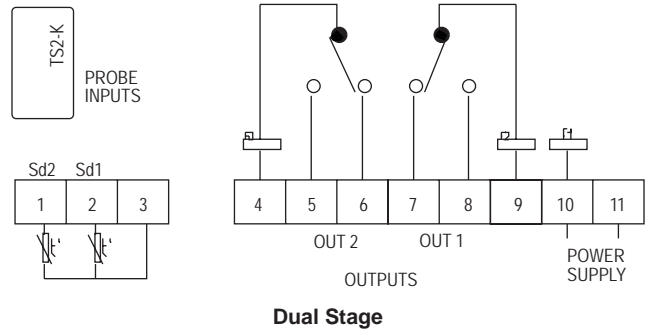 TS2-K
PROBE
INPUTS
Sd2 Sd1
1 2 3
4 5 6 7 8 9 10 11
OUT 2 OUT 1
POWER
SUPPLY
OUTPUTS
Dual Stage